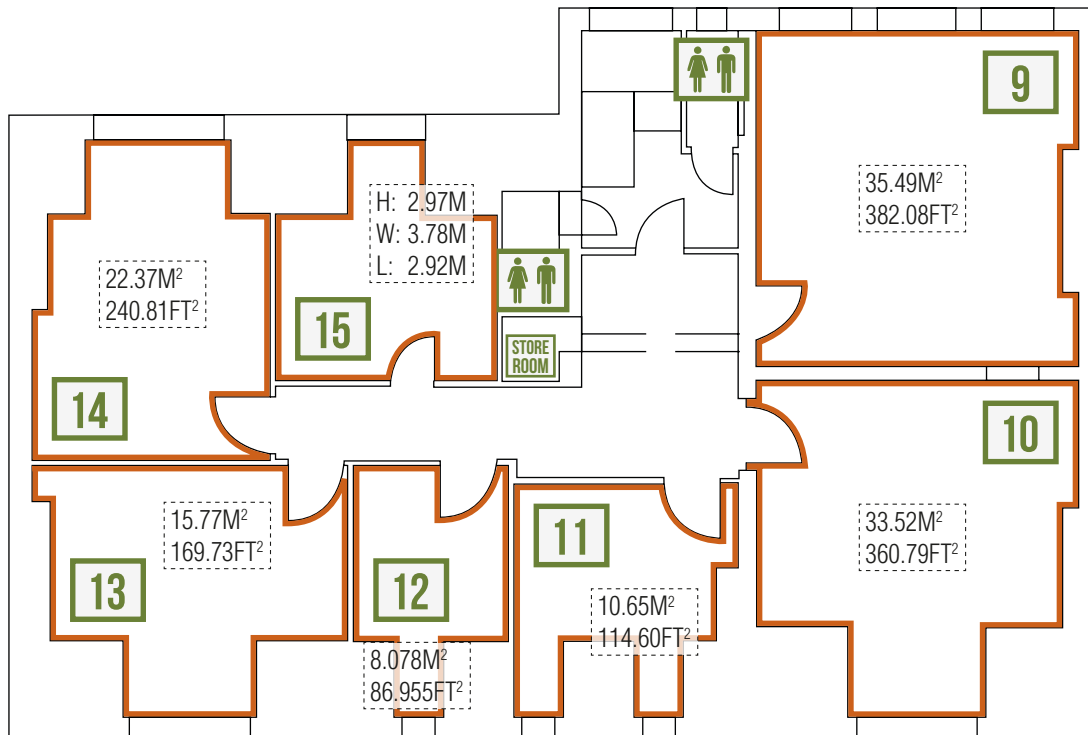 9
35.49M²
382.08FT²
H: 2.97M
W: 3.78M
L: 2.92M
15
22.37M²
240.81FT²
14
STORE
ROOM
10
33.52M²
360.79FT²
15.77M²
169.73FT²
13
12
8.078M²
86.955FT²
11
10.65M²
114.60FT²